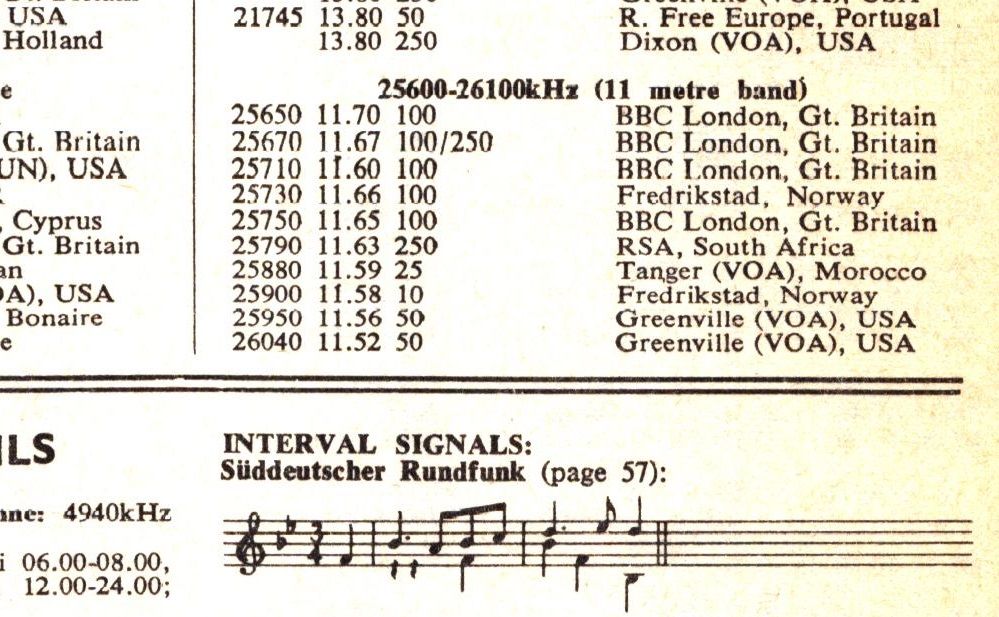 USA
Holland
e
Gt. Britain
UN), USA
, Cyprus
Gt. Britain
an
OA), USA
Bonaire
e
21745 13.80 50 R. Free Europe, Portugal
13.80 250 Dixon (VOA), USA
25600-26100kHz (11 metre band)
25650 11.70 100 BBC London, Gt. Britain
25670 11.67 100/250 BBC London, Gt. Britain
25710 11.60 100 BBC London, Gt. Britain
25730 11.66 100 Fredrikstad, Norway
25750 11.65 100 BBC London, Gt. Britain
25790 11.63 250 RSA, South Africa
25880 11.59 25 Tanger (VOA), Morocco
25900 11.58 10 Fredrikstad, Norway
25950 11.56 50 Greenville (VOA), USA
26040 11.52 50 Greenville (VOA), USA
ILS
nne: 4940kHz
i 06.00-08.00,
12.00-24.00;
INTERVAL SIGNALS:
Süddeutscher Rundfunk (page 57):
3
4